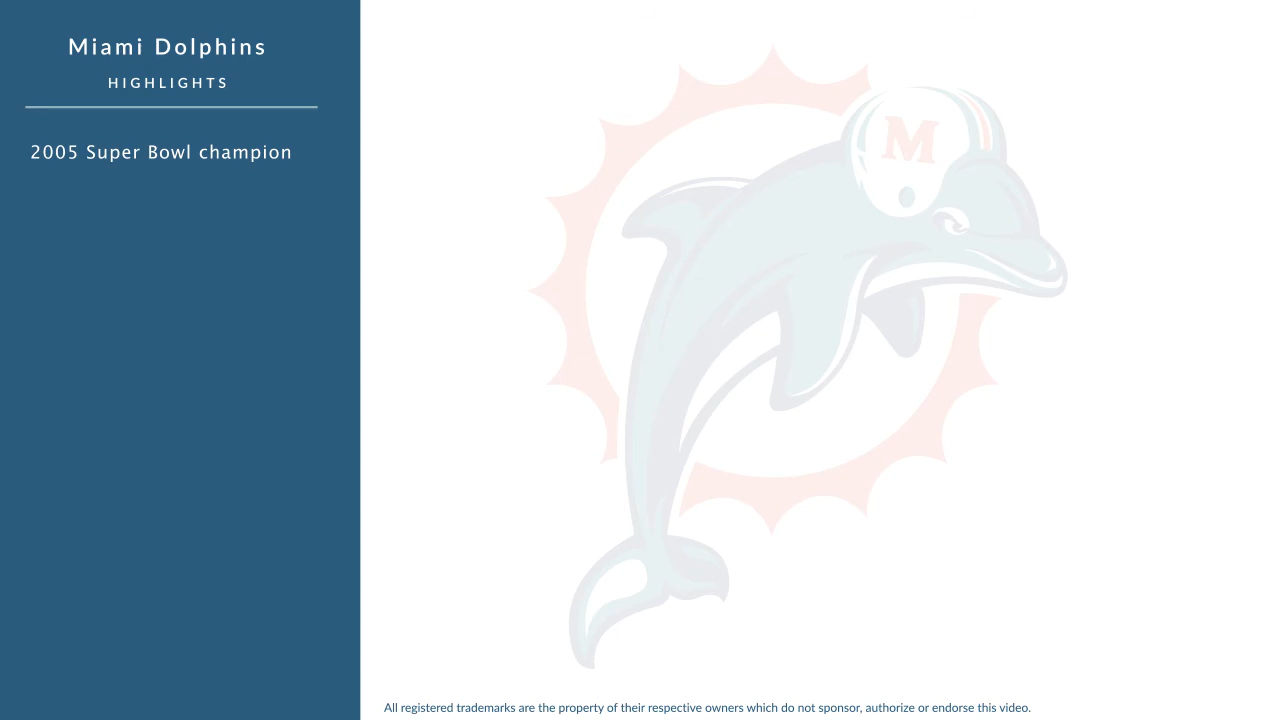 Miami Dolphins
HIGHLIGHTS
2005 Super Bowl champion
M
All registered trademarks are the property of their respective owners which do not sponsor, authorize or endorse this video.